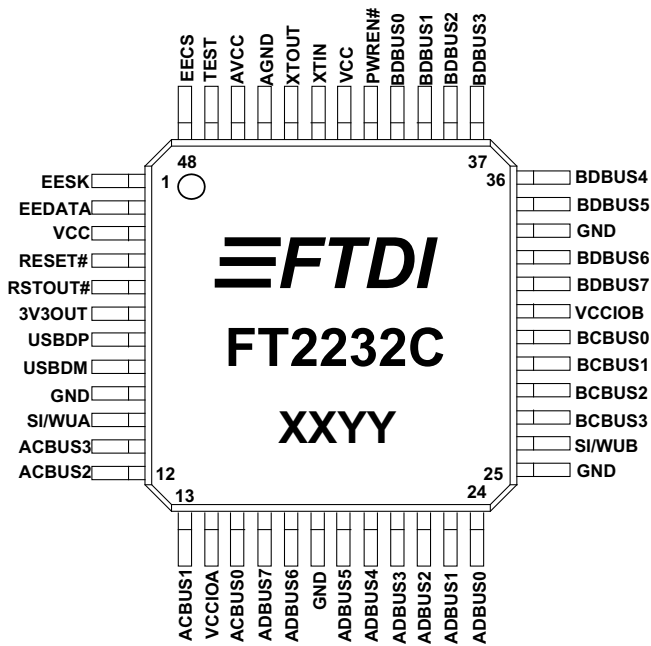 EECS
TEST
AVCC
AGND
XTOUT
XTIN
VCC
PWREN#
BDBUS0
BDBUS1
BDBUS2
BDBUS3
48
37
1
36
EESK
EEDATA
VCC
RESET#
RSTOUT#
3V3OUT
USBDP
USBDM
GND
SI/WUA
ACBUS3
ACBUS2
FTDI
FT2232C
XXYY
BDBUS4
BDBUS5
GND
BDBUS6
BDBUS7
VCCIOB
BCBUS0
BCBUS1
BCBUS2
BCBUS3
SI/WUB
GND
12
25
13
24
ACBUS1
VCCIOA
ACBUS0
ADBUS7
ADBUS6
GND
ADBUS5
ADBUS4
ADBUS3
ADBUS2
ADBUS1
ADBUS0